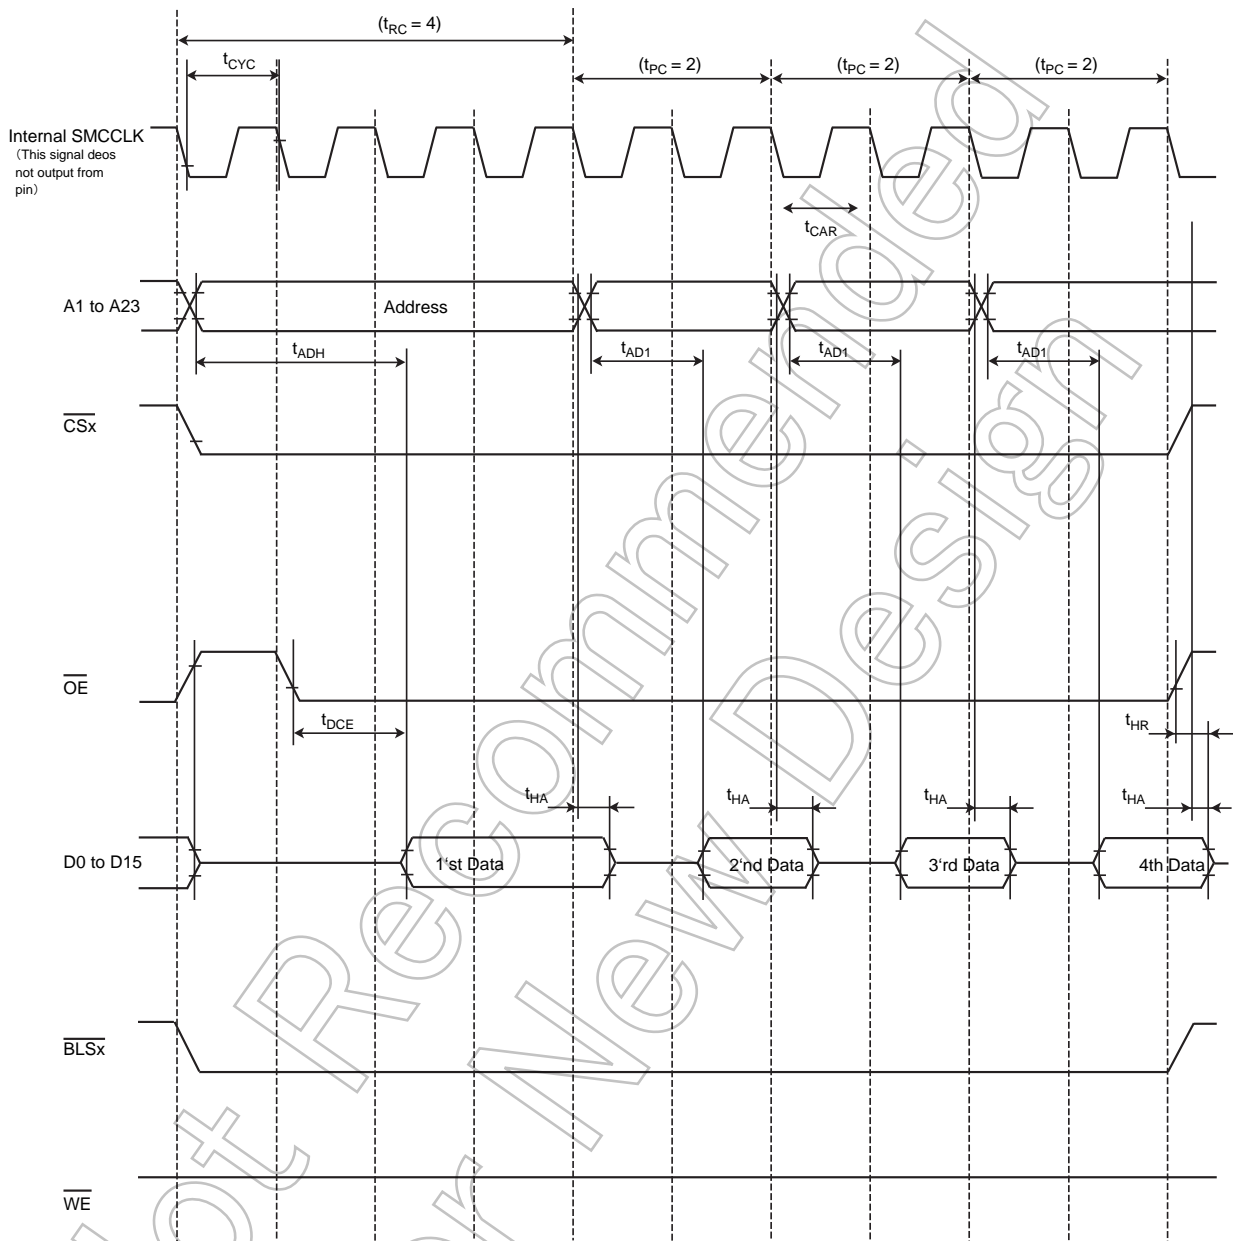 (tRC = 4)
tCYC
(tPC = 2)
(tPC = 2)
(tPC = 2)
Internal SMCCLK
（This signal deos
not output from
pin）
tCAR
A1 to A23
Address
tADH
tAD1
tAD1
tAD1
CSx
OE
tDCE
tHR
tHA
tHA
tHA
tHA
D0 to D15
1‘st Data
2‘nd Data
3‘rd Data
4th Data
BLSx
WE
Not Recommended
for New Design